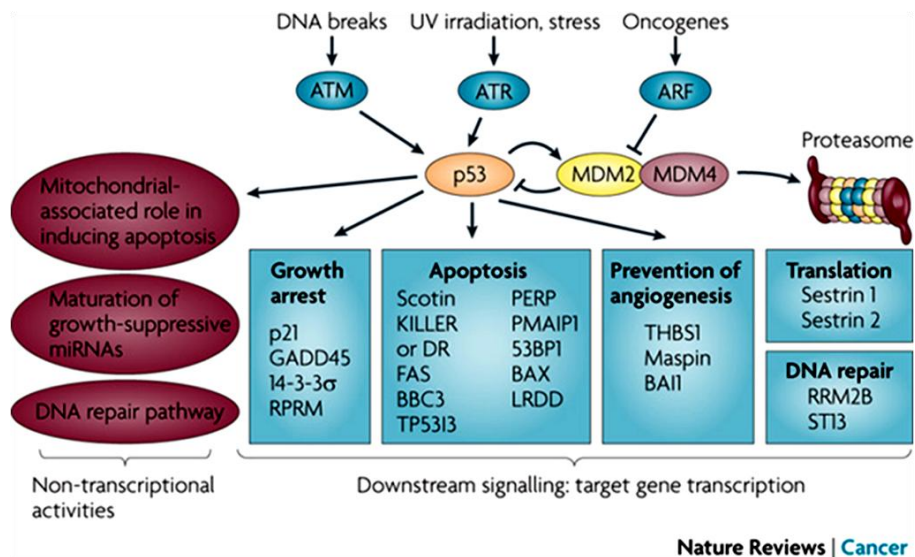 DNA breaks
UV irradiation, stress
Oncogenes
ATM
ATR
ARF
Proteasome
p53
MDM2
MDM4
Mitochondrial-
associated role in
inducing apoptosis
Maturation of
growth-suppressive
miRNAs
DNA repair pathway
Growth
arrest
p21
GADD45
14-3-3σ
RPRM
Apoptosis
Scotin
KILLER
or DR
FAS
BBC3
TP53I3
PERP
PMAIP1
53BP1
BAX
LRDD
Prevention of
angiogenesis
THBS1
Maspin
BAI1
Translation
Sestrin 1
Sestrin 2
DNA repair
RRM2B
ST13
Non-transcriptional
activities
Downstream signalling: target gene transcription
Nature Reviews | Cancer